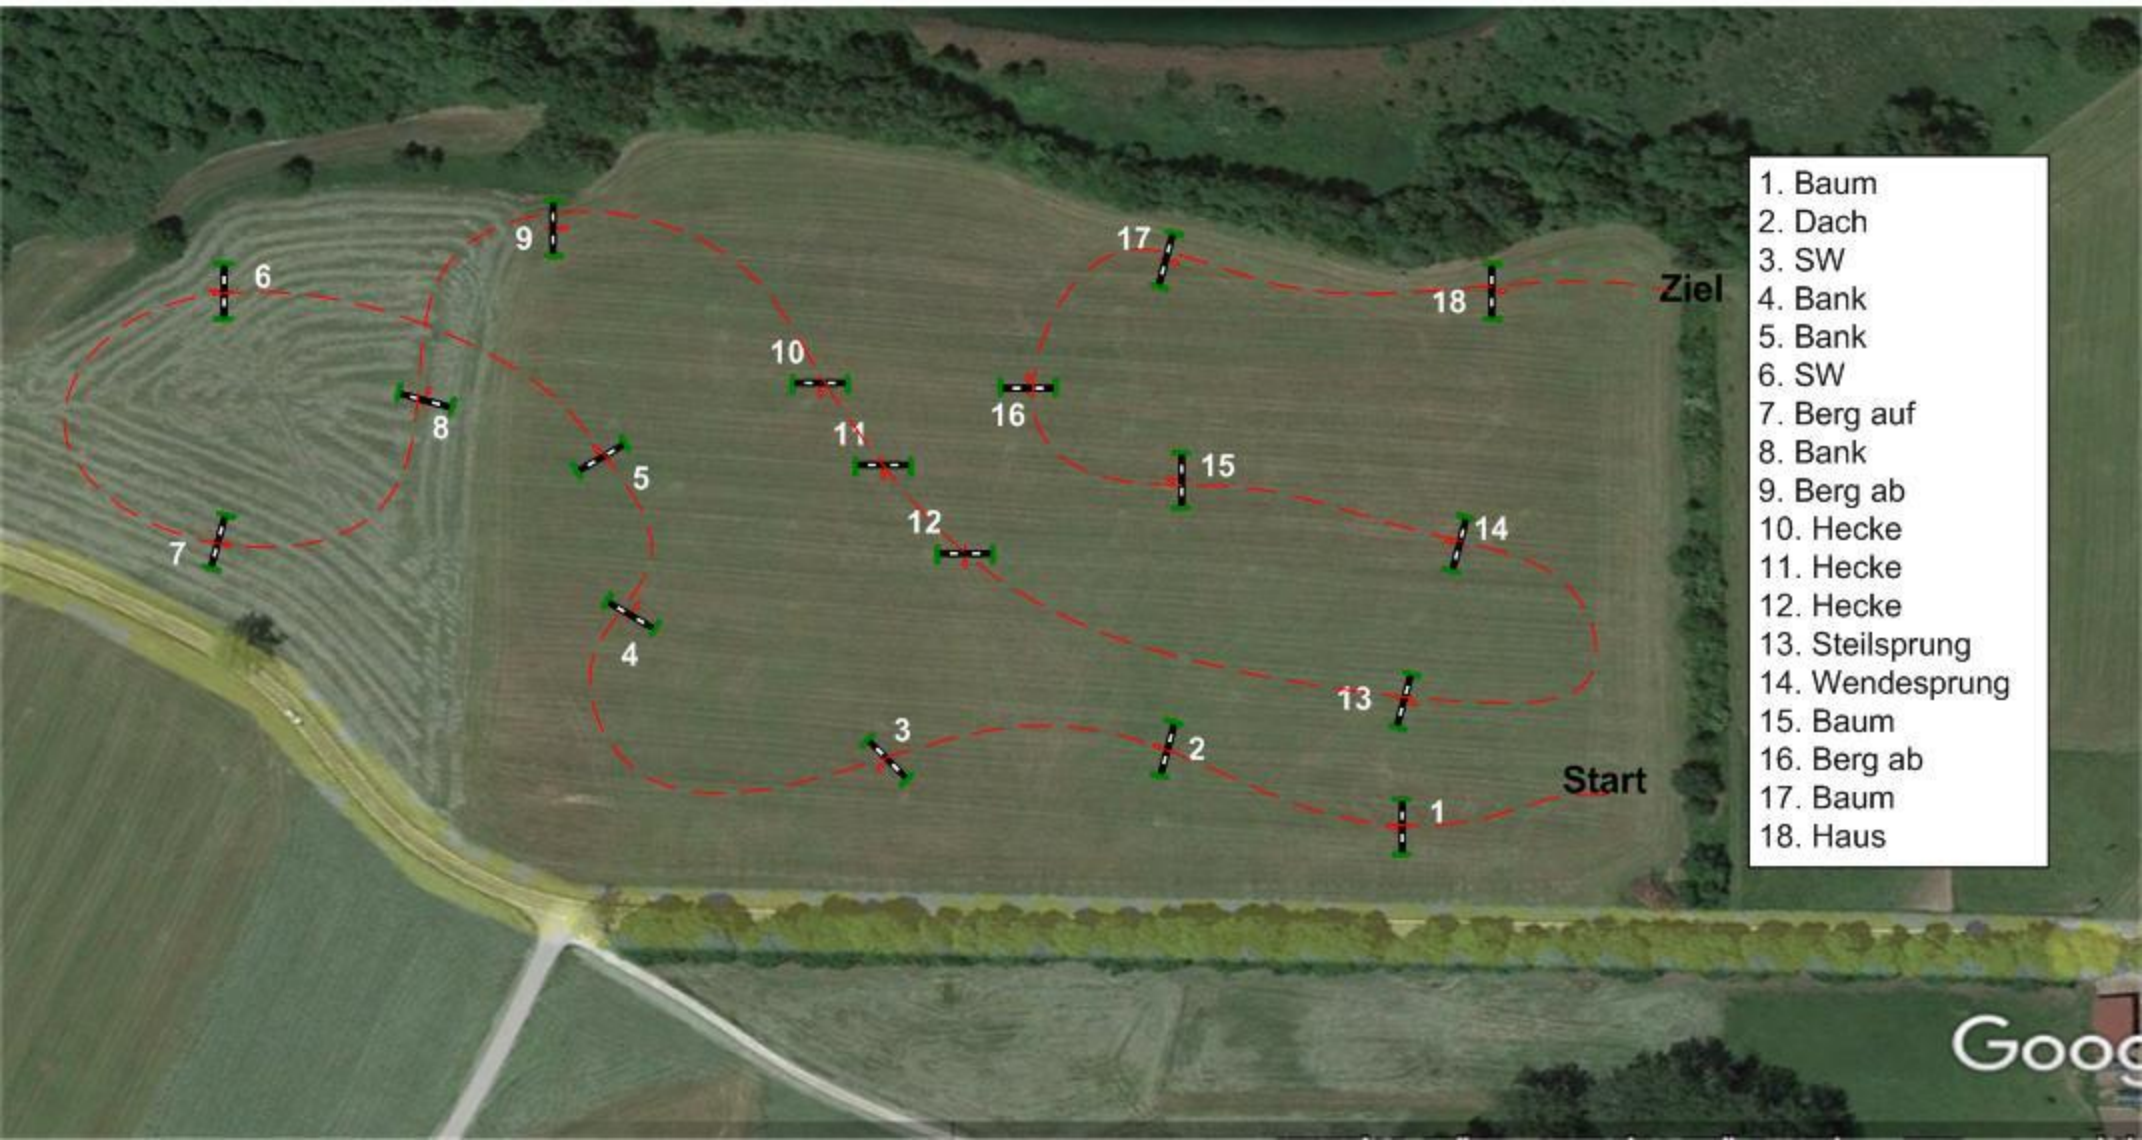 17
9
6
1. Baum
2. Dach
3. SW
4. Bank
5. Bank
6. SW
7. Berg auf
8. Bank
9. Berg ab
10. Hecke
11. Hecke
12. Hecke
13. Steilsprung
14. Wendesprung
15. Baum
16. Berg ab
17. Baum
18. Haus
18
Ziel
10
16
8
11
15
5
12
14
7
4
13
3
2
Start
1
Goog